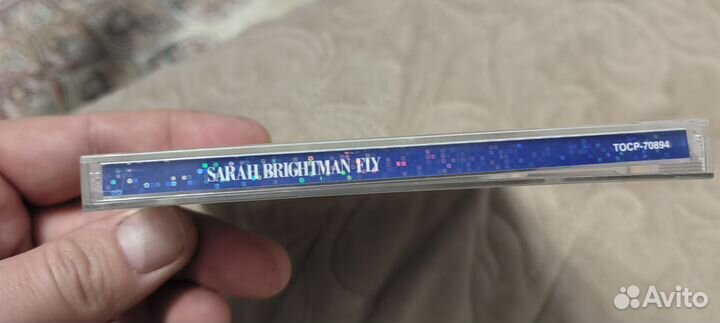 SARAH BRIGHTMAN FLY
TOCP-70894
Avito